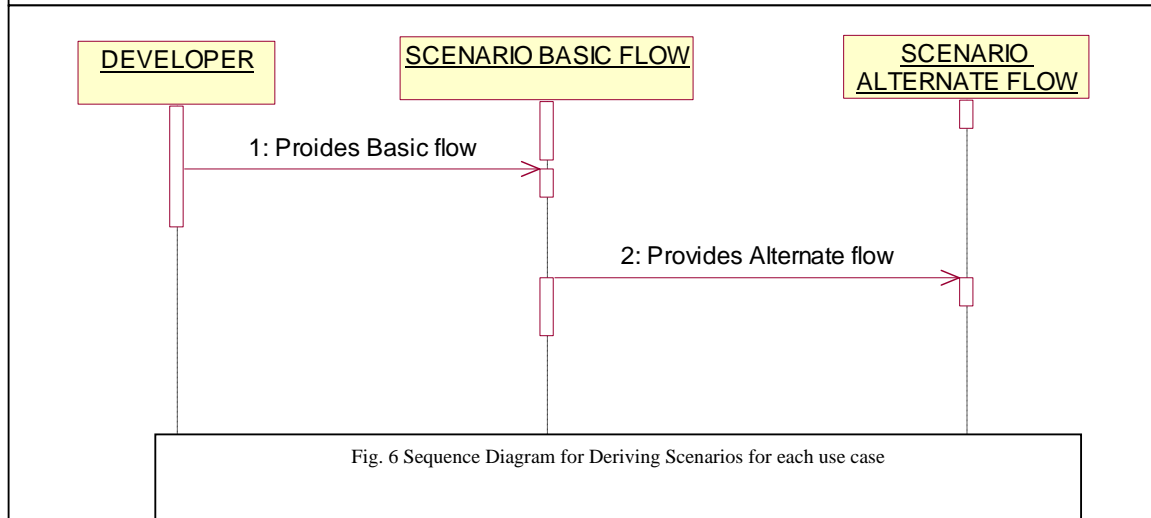 DEVELOPER
SCENARIO BASIC FLOW
SCENARIO
ALTERNATE FLOW
1: Proides Basic flow
2: Provides Alternate flow
Fig. 6 Sequence Diagram for Deriving Scenarios for each use case